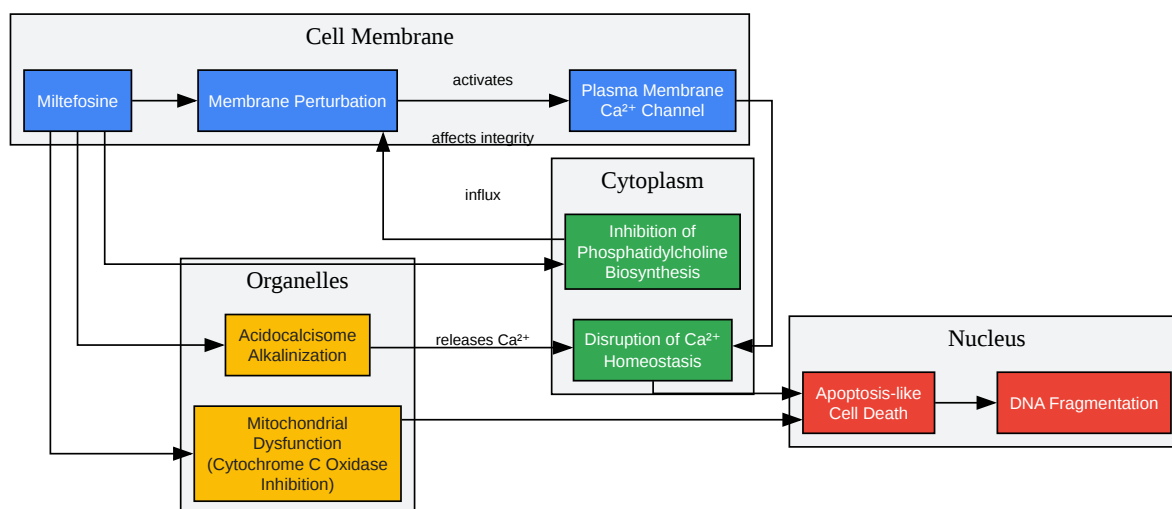 Cell Membrane
Miltefosine
Membrane Perturbation
activates
Plasma Membrane
Ca²⁺ Channel
affects integrity
influx
Cytoplasm
Inhibition of
Phosphatidylcholine
Biosynthesis
Organelles
Acidocalcisome
Alkalinization
releases Ca²⁺
Disruption of Ca²⁺
Homeostasis
Nucleus
Apoptosis-like
Cell Death
DNA Fragmentation
Mitochondrial
Dysfunction
(Cytochrome C Oxidase
Inhibition)